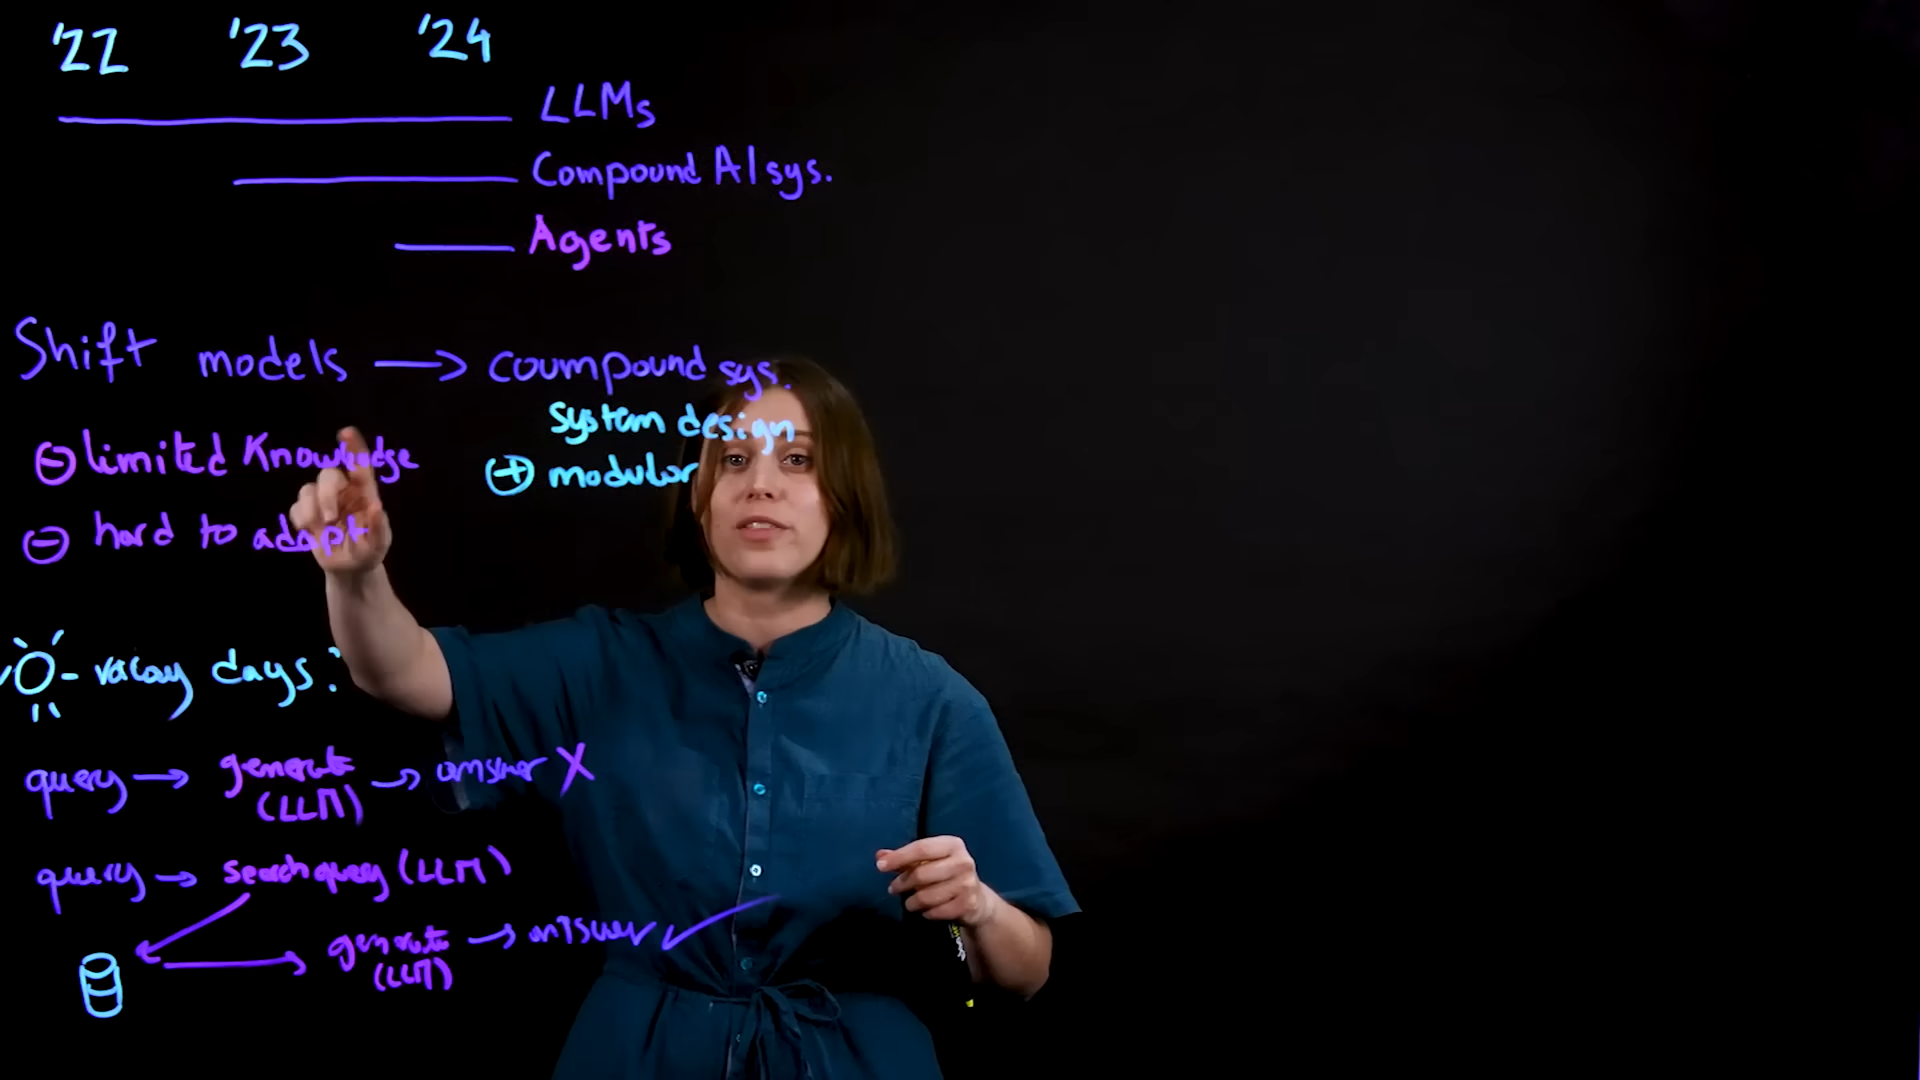 '22 '23 '24
LLMs
Compound AI sys.
Agents
Shift models → coumpound sys.
system design
⊖ limited Knowledge
⊕ modular
⊖ hard to adapt
vacay days?
query → generate → answer X
(LLM)
query → search query (LLM)
generate → answer ✓
(LLM)